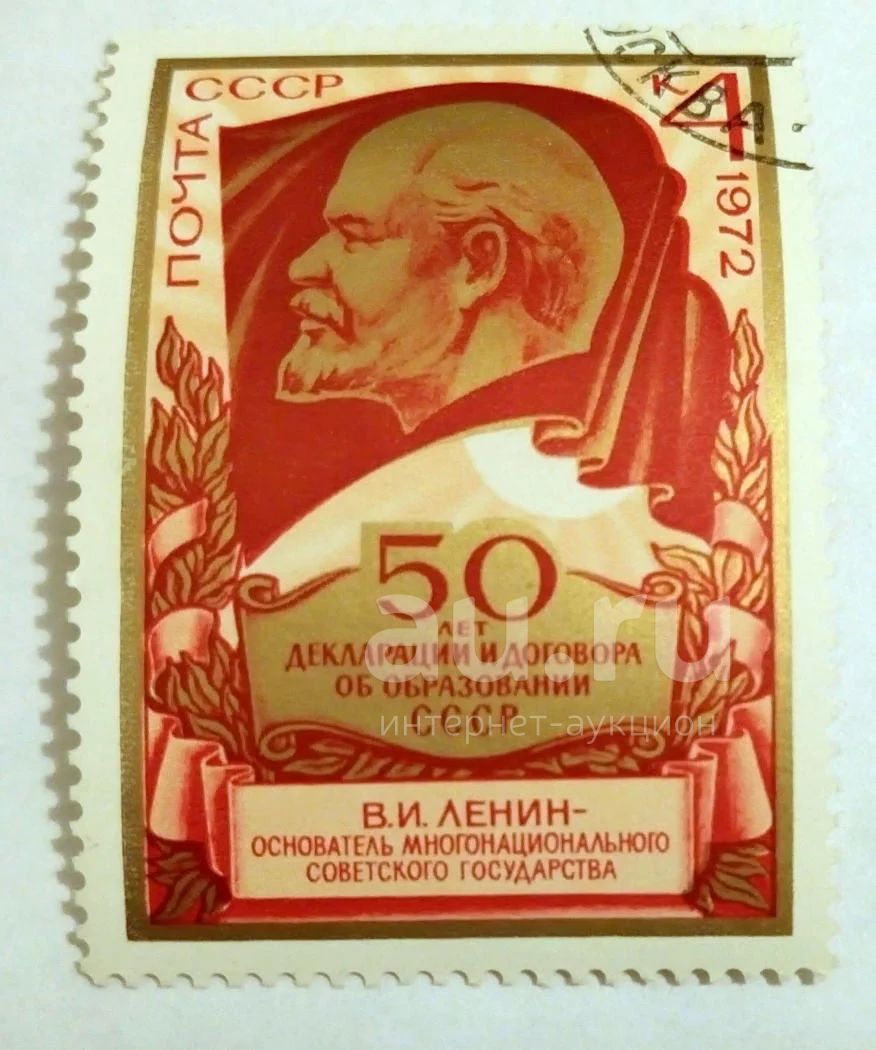 ПОЧТА СССР
К 4
1972
МОСКВА
50
ЛЕТ
ДЕКЛАРАЦИИ И ДОГОВОРА
ОБ ОБРАЗОВАНИИ
СССР
au.ru
интернет-аукцион
В.И. ЛЕНИН-
ОСНОВАТЕЛЬ МНОГОНАЦИОНАЛЬНОГО
СОВЕТСКОГО ГОСУДАРСТВА